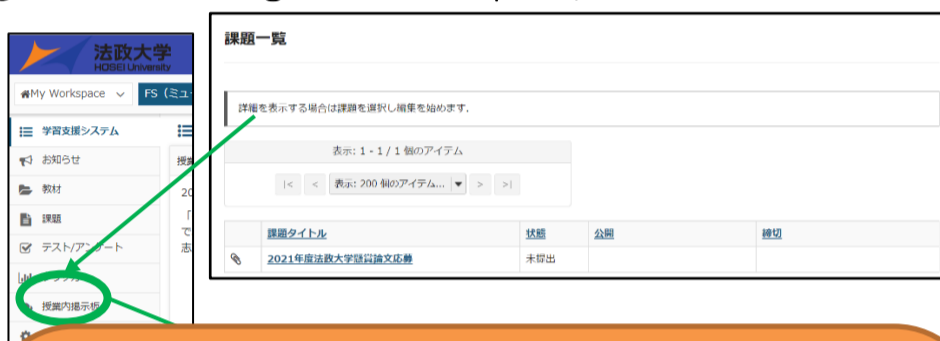 法政大学
HOSEI University
My Workspace
FS（ミュ
学習支援システム
お知らせ
教材
課題
テスト/アンケート
授業内掲示板
課題一覧
詳細を表示する場合は課題を選択し編集を始めます.
表示: 1 - 1 / 1 個のアイテム
|< < 表示: 200 個のアイテム... ▼ > >|
課題タイトル 状態 公開 締切
2021年度法政大学懸賞論文応募 未提出